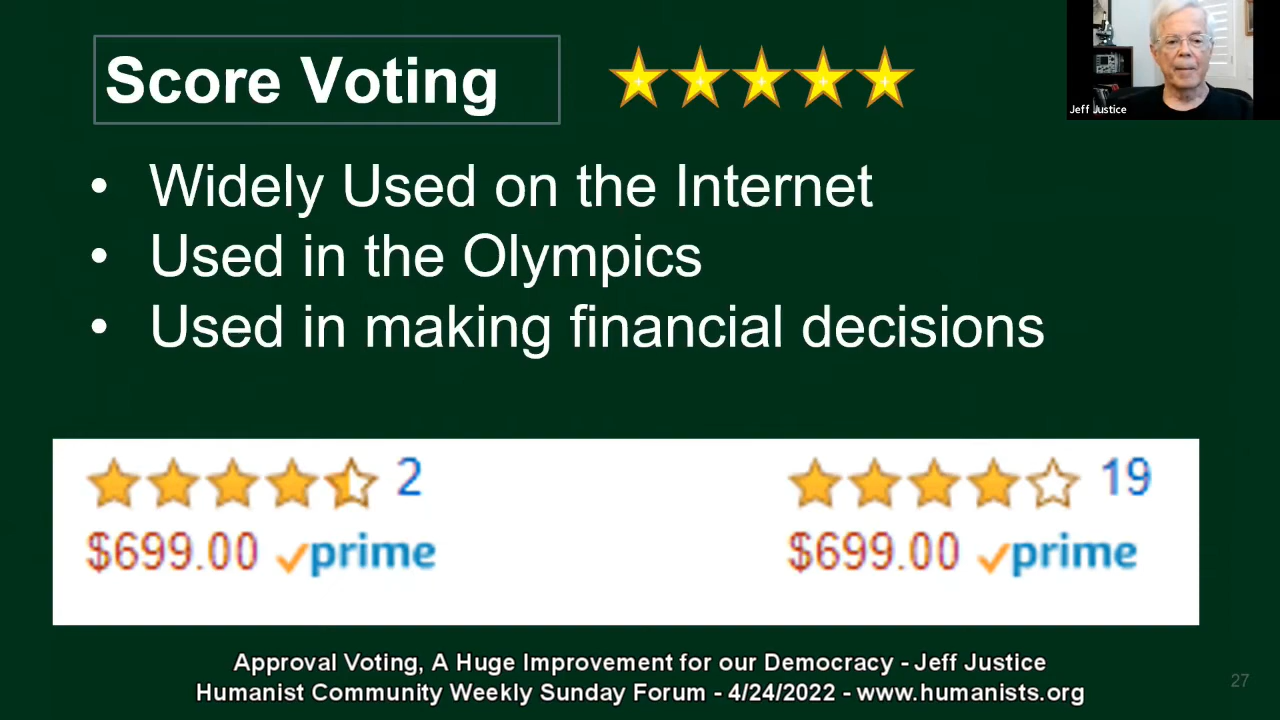 Score Voting
Jeff Justice
• Widely Used on the Internet
• Used in the Olympics
• Used in making financial decisions
2
19
$699.00 prime
$699.00 prime
Approval Voting, A Huge Improvement for our Democracy - Jeff Justice
Humanist Community Weekly Sunday Forum - 4/24/2022 - www.humanists.org
27